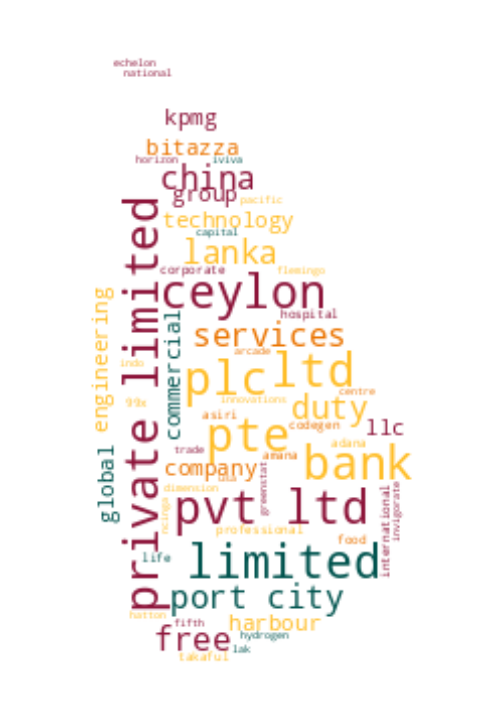 echelon
national
kpmg
bitazza
horizon
iviva
china
group
pacific
technology
capital
lanka
corporate
flemingo
private limited
ceylon
engineering
hospital
commercial
services
arcade
indo
plc
ltd
centre
innovations
99x
duty
asiri
codegen
llc
pte
adana
trade
amana
bank
company
global
usa
greenstat
dimension
international
invigorate
pvt ltd
ncinga
professional
food
life
limited
port city
hatton
fifth
harbour
free
hydrogen
lak
takaful